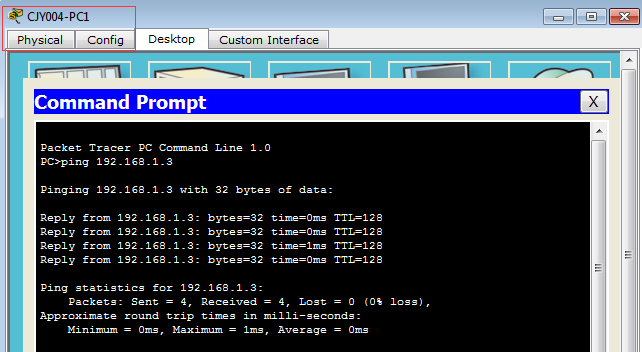 CJY004-PC1
Physical Config Desktop Custom Interface
Command Prompt X
Packet Tracer PC Command Line 1.0
PC>ping 192.168.1.3
Pinging 192.168.1.3 with 32 bytes of data:
Reply from 192.168.1.3: bytes=32 time=0ms TTL=128
Reply from 192.168.1.3: bytes=32 time=0ms TTL=128
Reply from 192.168.1.3: bytes=32 time=1ms TTL=128
Reply from 192.168.1.3: bytes=32 time=0ms TTL=128
Ping statistics for 192.168.1.3:
Packets: Sent = 4, Received = 4, Lost = 0 (0% loss),
Approximate round trip times in milli-seconds:
Minimum = 0ms, Maximum = 1ms, Average = 0ms